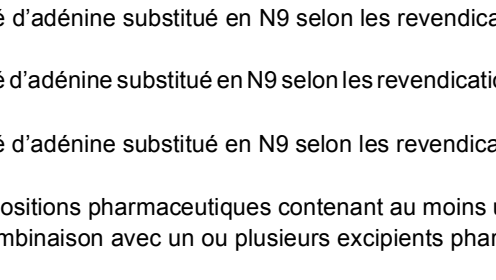 é d’adénine substitué en N9 selon les revendica
é d’adénine substitué en N9 selon les revendicatio
é d’adénine substitué en N9 selon les revendica
ositions pharmaceutiques contenant au moins u
mbinaison avec un ou plusieurs excipients phar